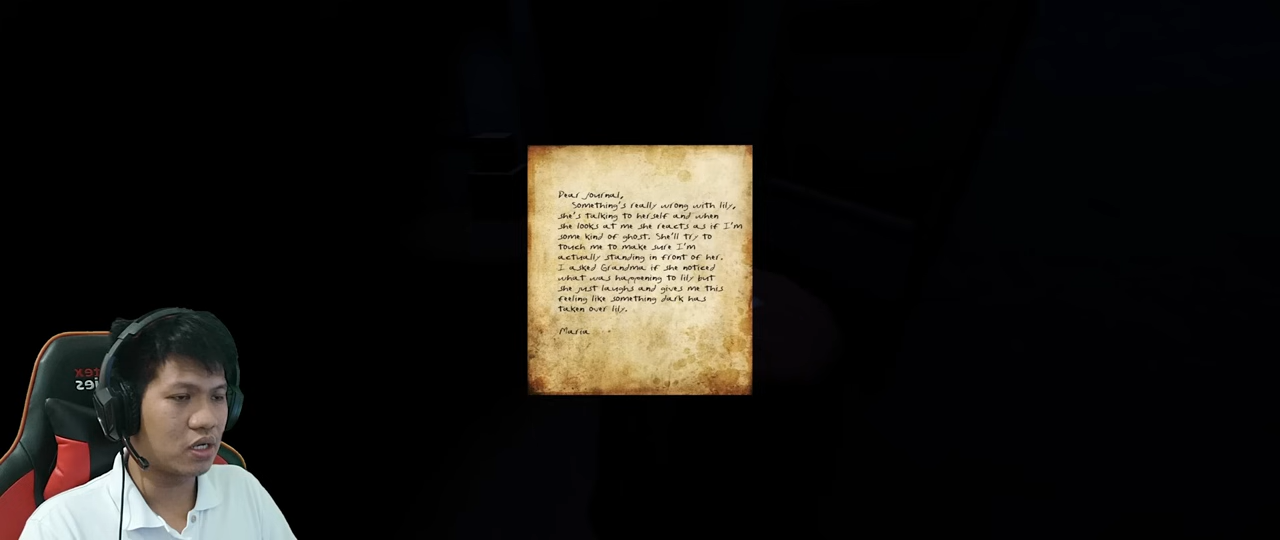 Dear Journal,
Something's really wrong with lily,
she's talking to herself and when
she looks at me she reacts as if I'm
some kind of ghost. She'll try to
touch me to make sure I'm
actually standing in front of her.
I asked Grandma if she noticed
what was happening to lily but
she just laughs and gives me this
feeling like something dark has
taken over lily.
Maria